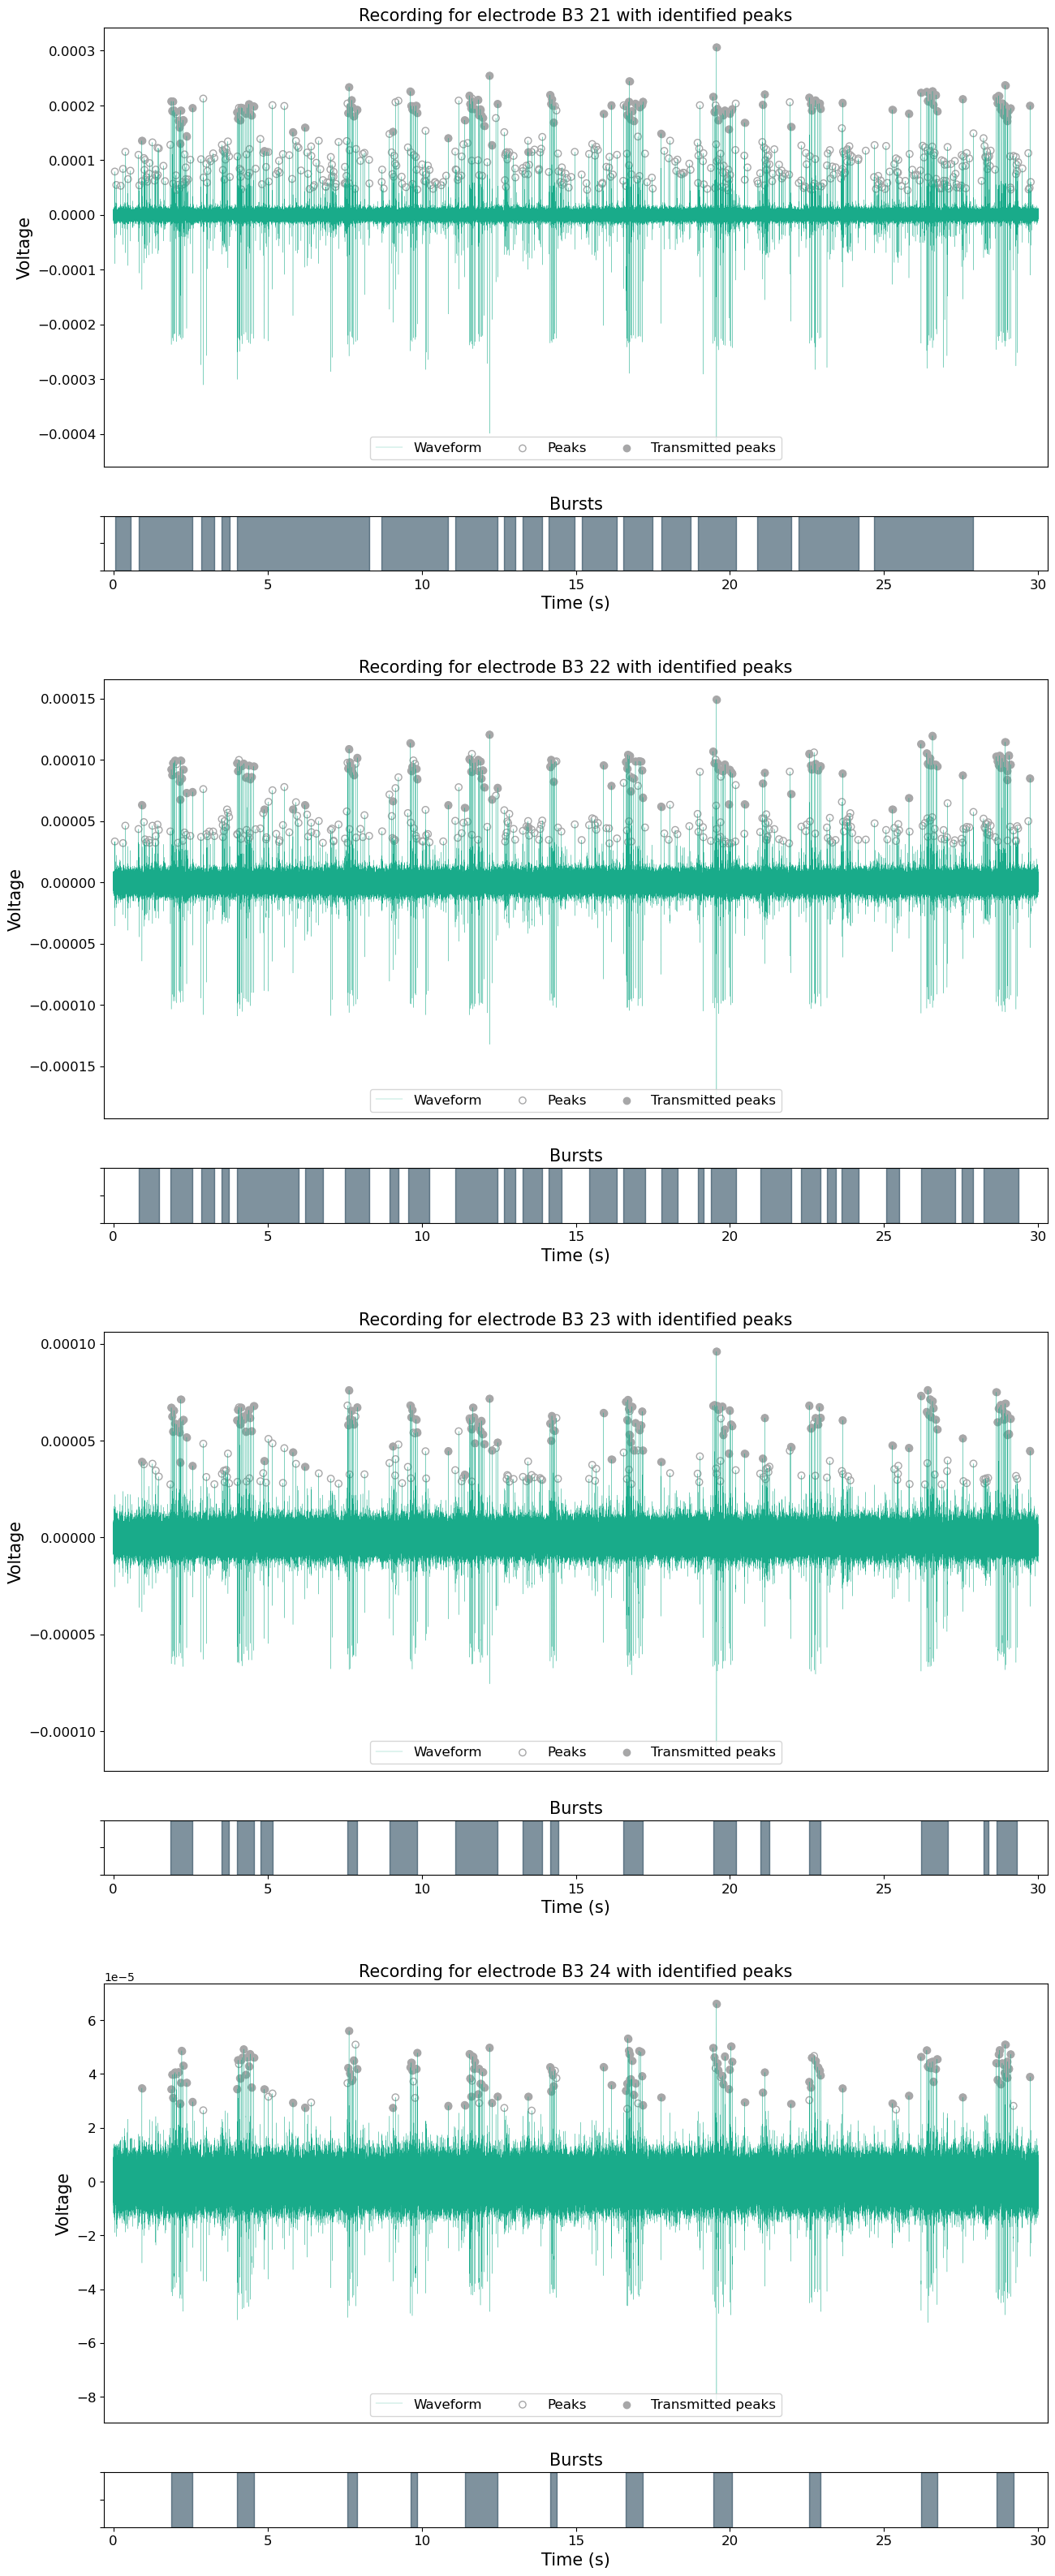 Recording for electrode B3 21 with identified peaks
0.0003
0.0002
0.0001
0.0000
−0.0001
−0.0002
−0.0003
−0.0004
Voltage
Waveform Peaks Transmitted peaks
Bursts
0 5 10 15 20 25 30
Time (s)
Recording for electrode B3 22 with identified peaks
0.00015
0.00010
0.00005
0.00000
−0.00005
−0.00010
−0.00015
Voltage
Waveform Peaks Transmitted peaks
Bursts
0 5 10 15 20 25 30
Time (s)
Recording for electrode B3 23 with identified peaks
0.00010
0.00005
0.00000
−0.00005
−0.00010
Voltage
Waveform Peaks Transmitted peaks
Bursts
0 5 10 15 20 25 30
Time (s)
Recording for electrode B3 24 with identified peaks
1e−5
6
4
2
0
−2
−4
−6
−8
Voltage
Waveform Peaks Transmitted peaks
Bursts
0 5 10 15 20 25 30
Time (s)